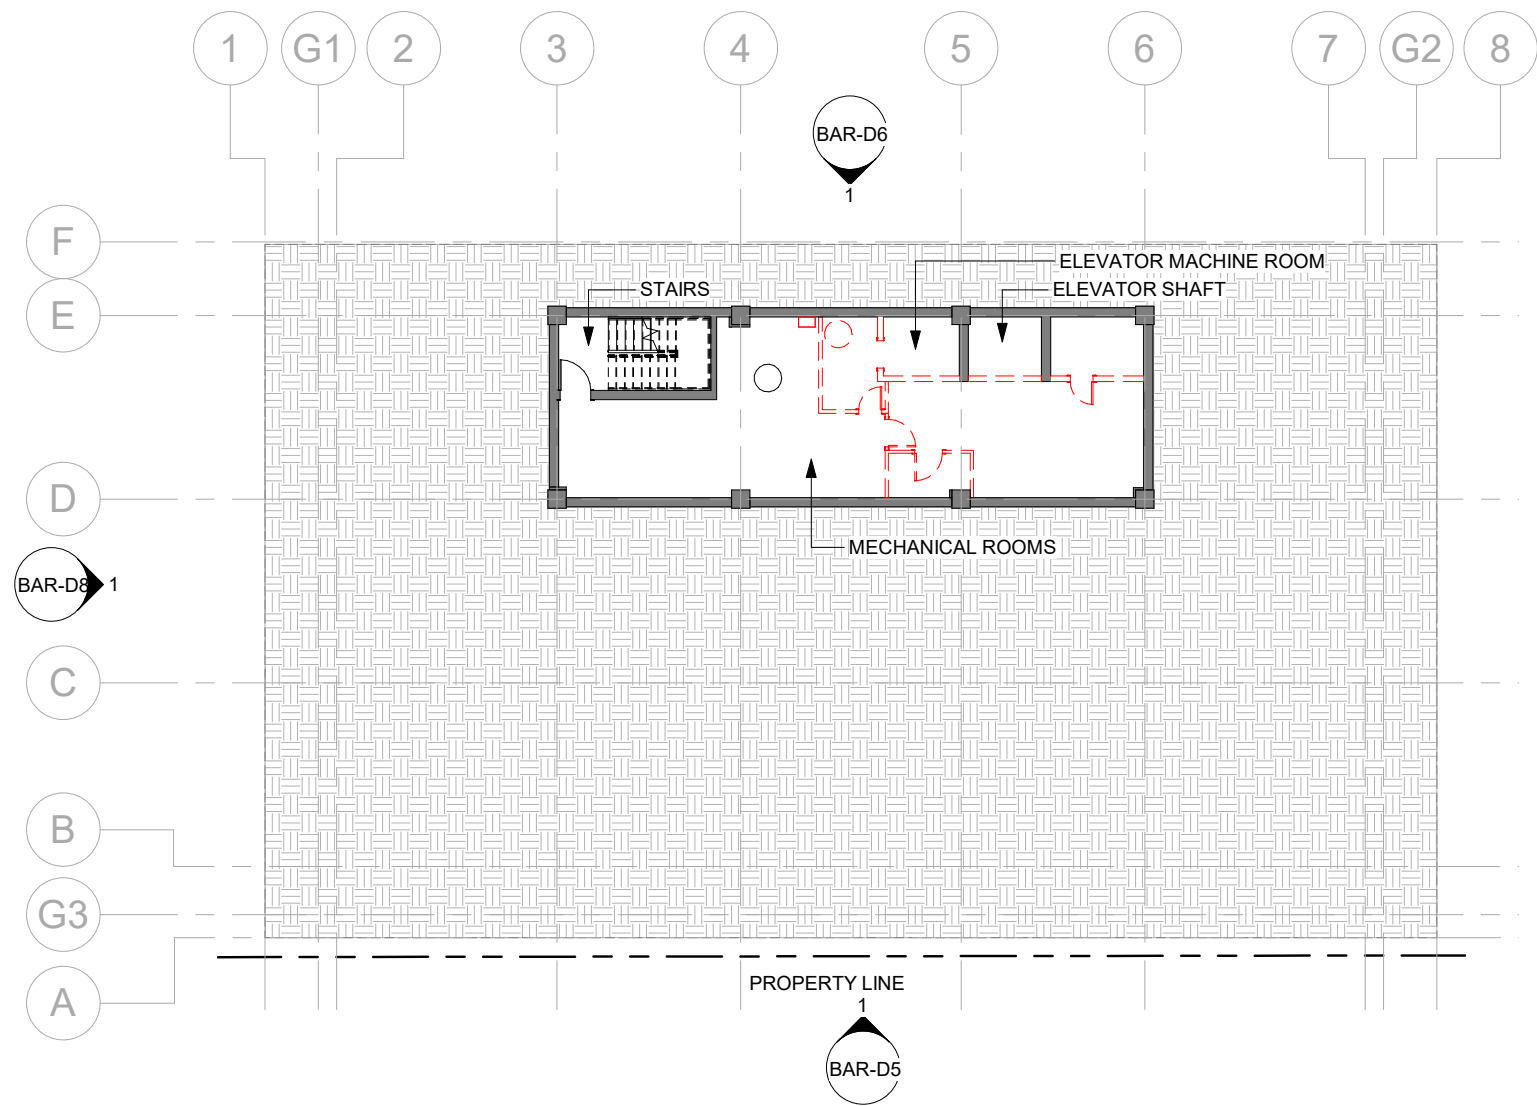 1
G1
2
3
4
5
6
7
G2
8
BAR-D6
1
F
E
D
C
B
G3
A
ELEVATOR MACHINE ROOM
STAIRS
ELEVATOR SHAFT
MECHANICAL ROOMS
BAR-D8
1
PROPERTY LINE
1
BAR-D5